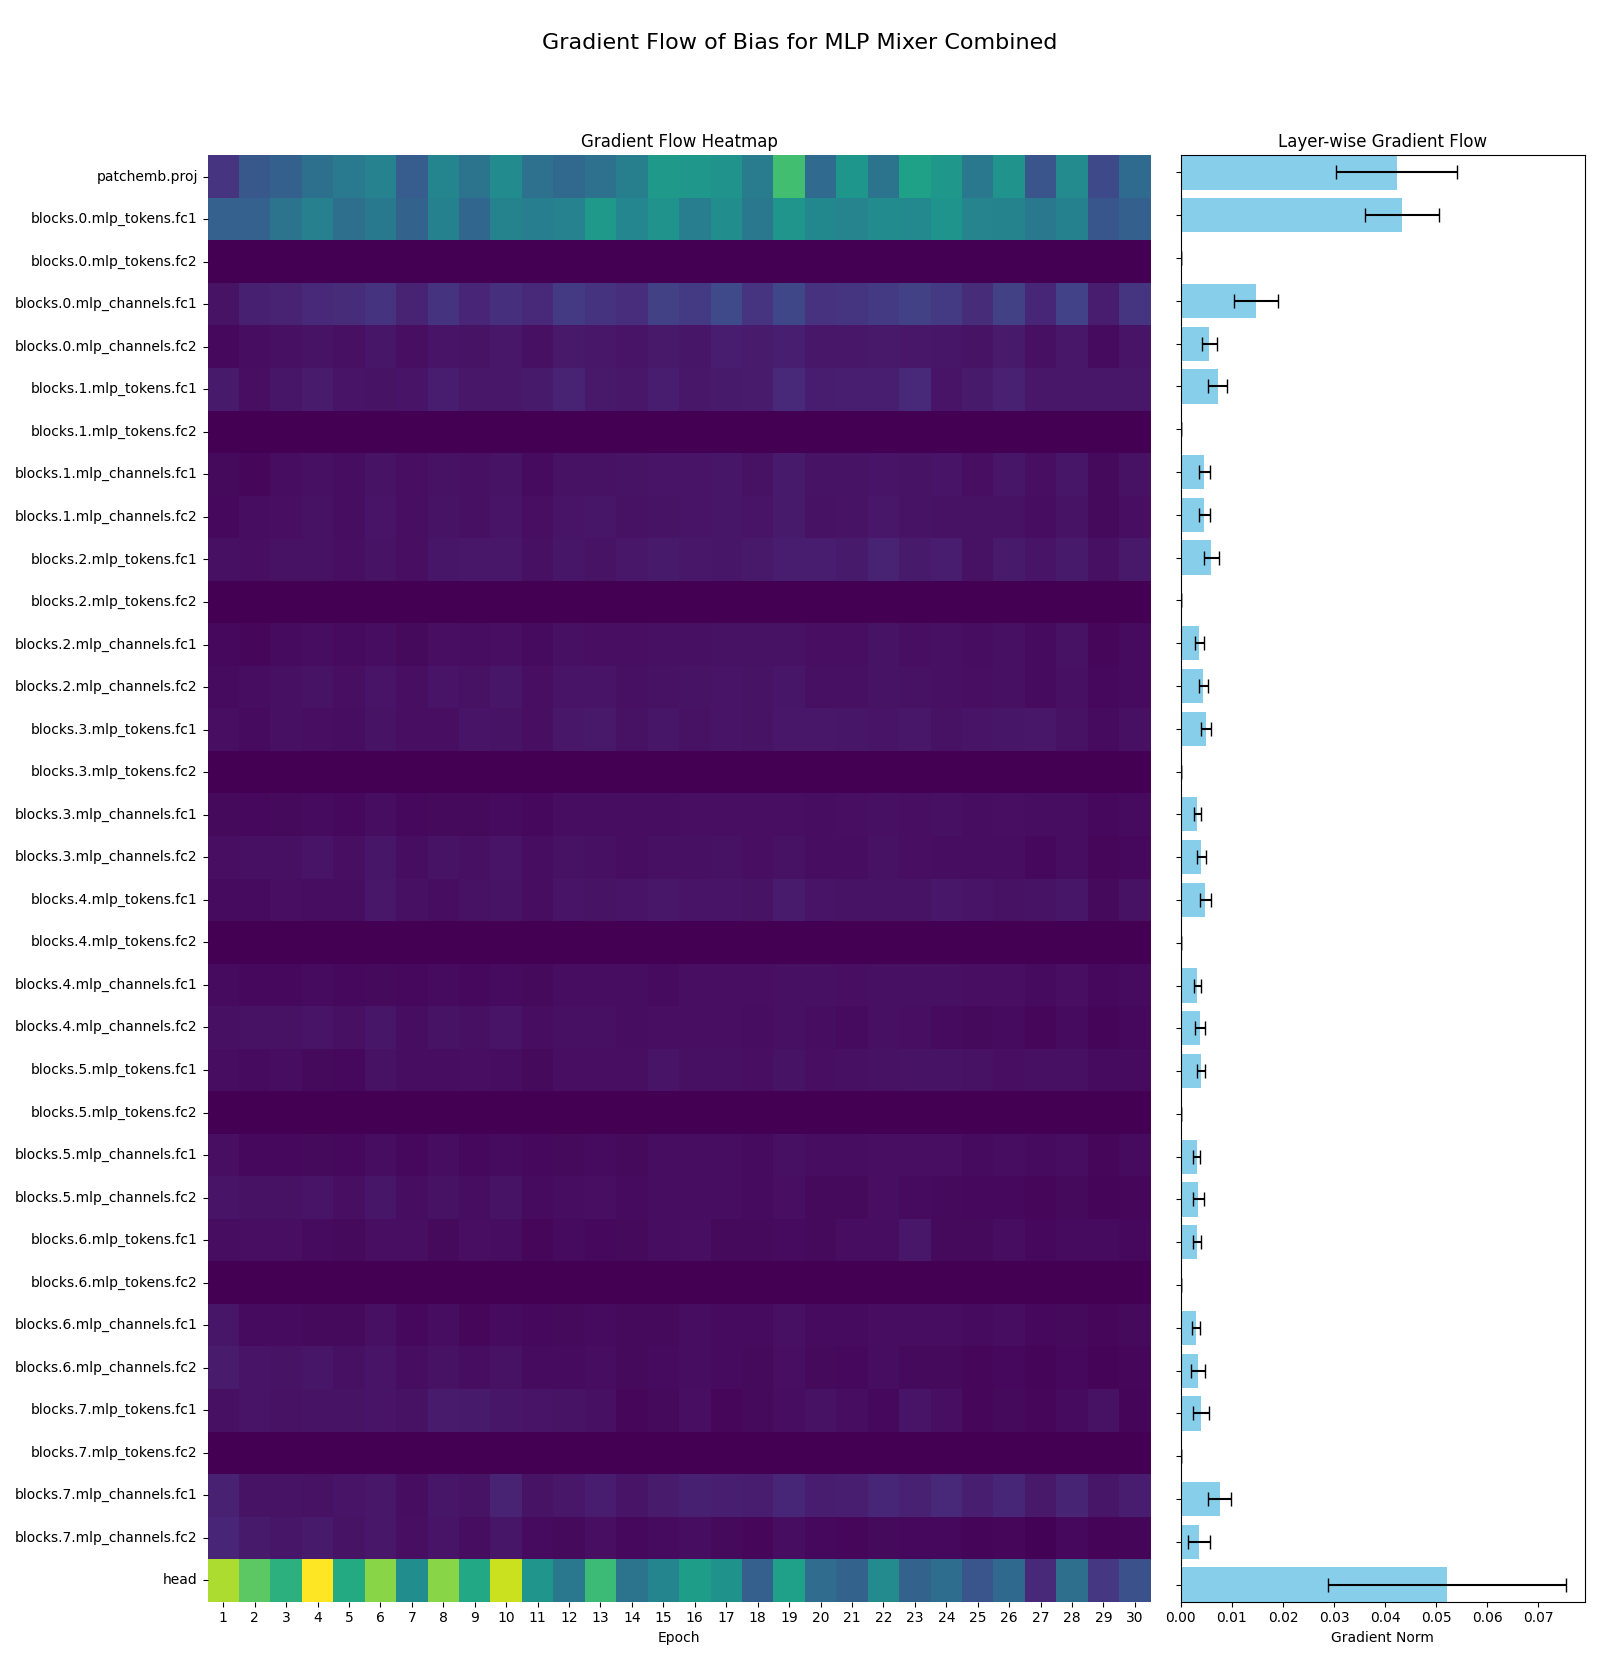 Gradient Flow of Bias for MLP Mixer Combined
Gradient Flow Heatmap
Layer-wise Gradient Flow
patchemb.proj
blocks.0.mlp_tokens.fc1
blocks.0.mlp_tokens.fc2
blocks.0.mlp_channels.fc1
blocks.0.mlp_channels.fc2
blocks.1.mlp_tokens.fc1
blocks.1.mlp_tokens.fc2
blocks.1.mlp_channels.fc1
blocks.1.mlp_channels.fc2
blocks.2.mlp_tokens.fc1
blocks.2.mlp_tokens.fc2
blocks.2.mlp_channels.fc1
blocks.2.mlp_channels.fc2
blocks.3.mlp_tokens.fc1
blocks.3.mlp_tokens.fc2
blocks.3.mlp_channels.fc1
blocks.3.mlp_channels.fc2
blocks.4.mlp_tokens.fc1
blocks.4.mlp_tokens.fc2
blocks.4.mlp_channels.fc1
blocks.4.mlp_channels.fc2
blocks.5.mlp_tokens.fc1
blocks.5.mlp_tokens.fc2
blocks.5.mlp_channels.fc1
blocks.5.mlp_channels.fc2
blocks.6.mlp_tokens.fc1
blocks.6.mlp_tokens.fc2
blocks.6.mlp_channels.fc1
blocks.6.mlp_channels.fc2
blocks.7.mlp_tokens.fc1
blocks.7.mlp_tokens.fc2
blocks.7.mlp_channels.fc1
blocks.7.mlp_channels.fc2
head
1 2 3 4 5 6 7 8 9 10 11 12 13 14 15 16 17 18 19 20 21 22 23 24 25 26 27 28 29 30
Epoch
0.00 0.01 0.02 0.03 0.04 0.05 0.06 0.07
Gradient Norm